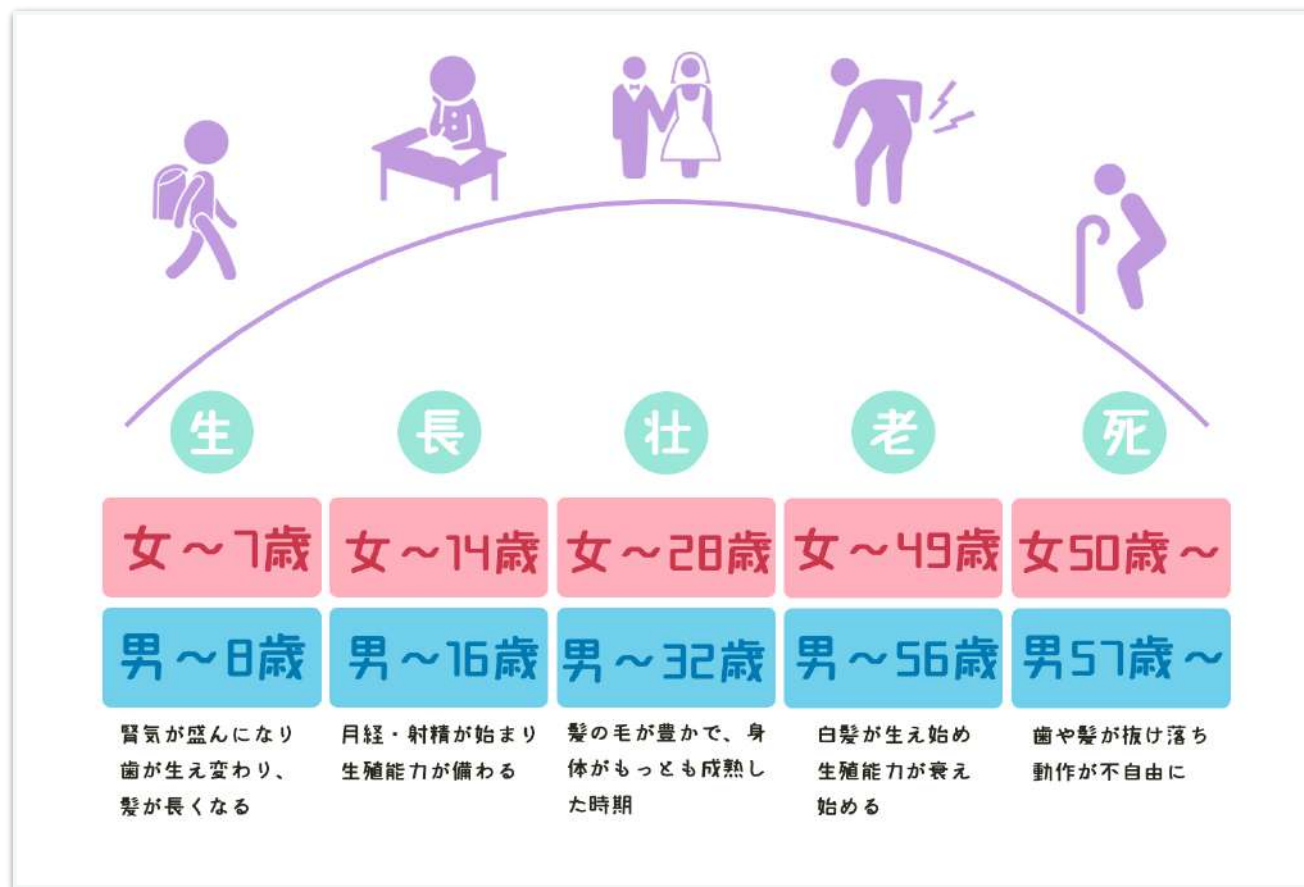 生
長
壮
老
死
女～7歳
女～14歳
女～28歳
女～49歳
女50歳～
男～8歳
男～16歳
男～32歳
男～56歳
男57歳～
腎気が盛んになり
歯が生え変わり、
髪が長くなる
月経・射精が始まり
生殖能力が備わる
髪の毛が豊かで、身
体がもっとも成熟し
た時期
白髪が生え始め
生殖能力が衰え
始める
歯や髪が抜け落ち
動作が不自由に